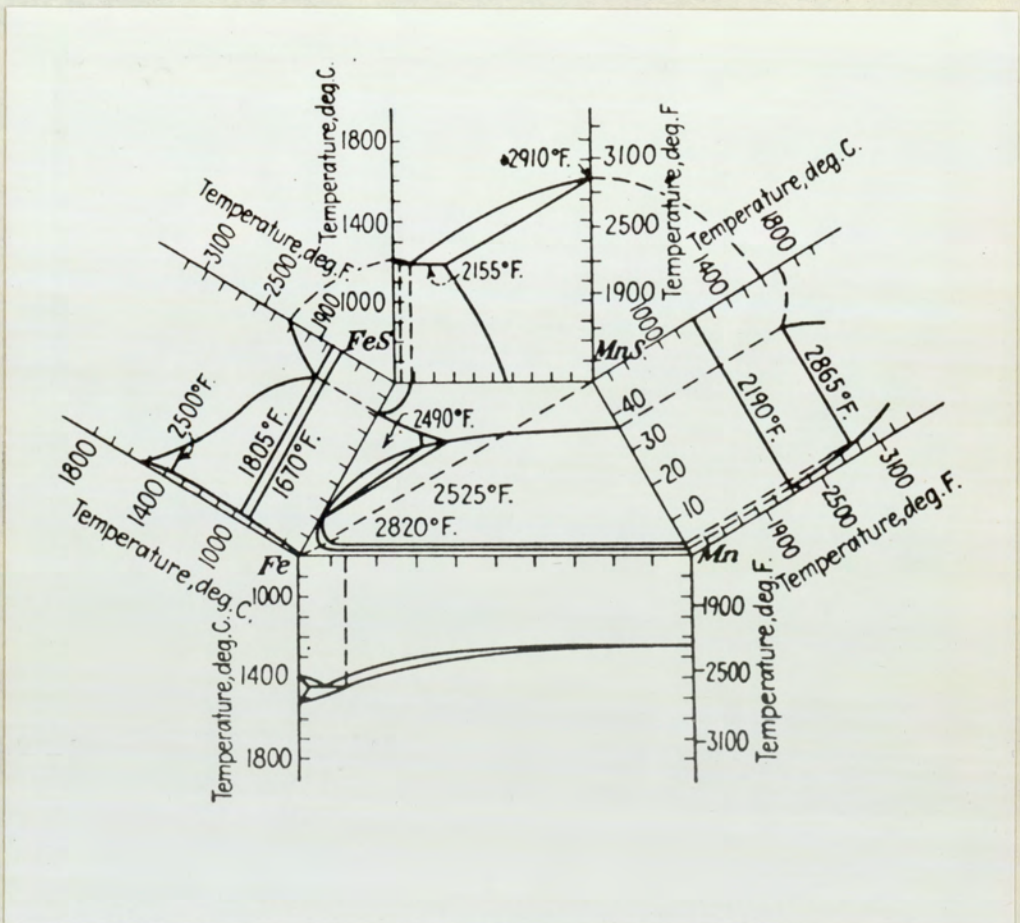 Temperature, deg.C.
1800
1400
1000
2910°F.
3100
2500
1900
Temperature, deg.F
2155°F.
Temperature, deg.F.
3100
2500
1900
FeS
MnS
Temperature, deg.C.
1800
1400
1000
2500°F.
1805°F.
1670°F.
1800
1400
1000
Temperature, deg.C.
2490°F.
2525°F.
2820°F.
40
30
20
10
2190°F.
2865°F.
3100
2500
1900
Temperature, deg.F.
Fe
Mn
Temperature, deg.C.
1000
1400
1800
1900
2500
3100
Temperature, deg.F.